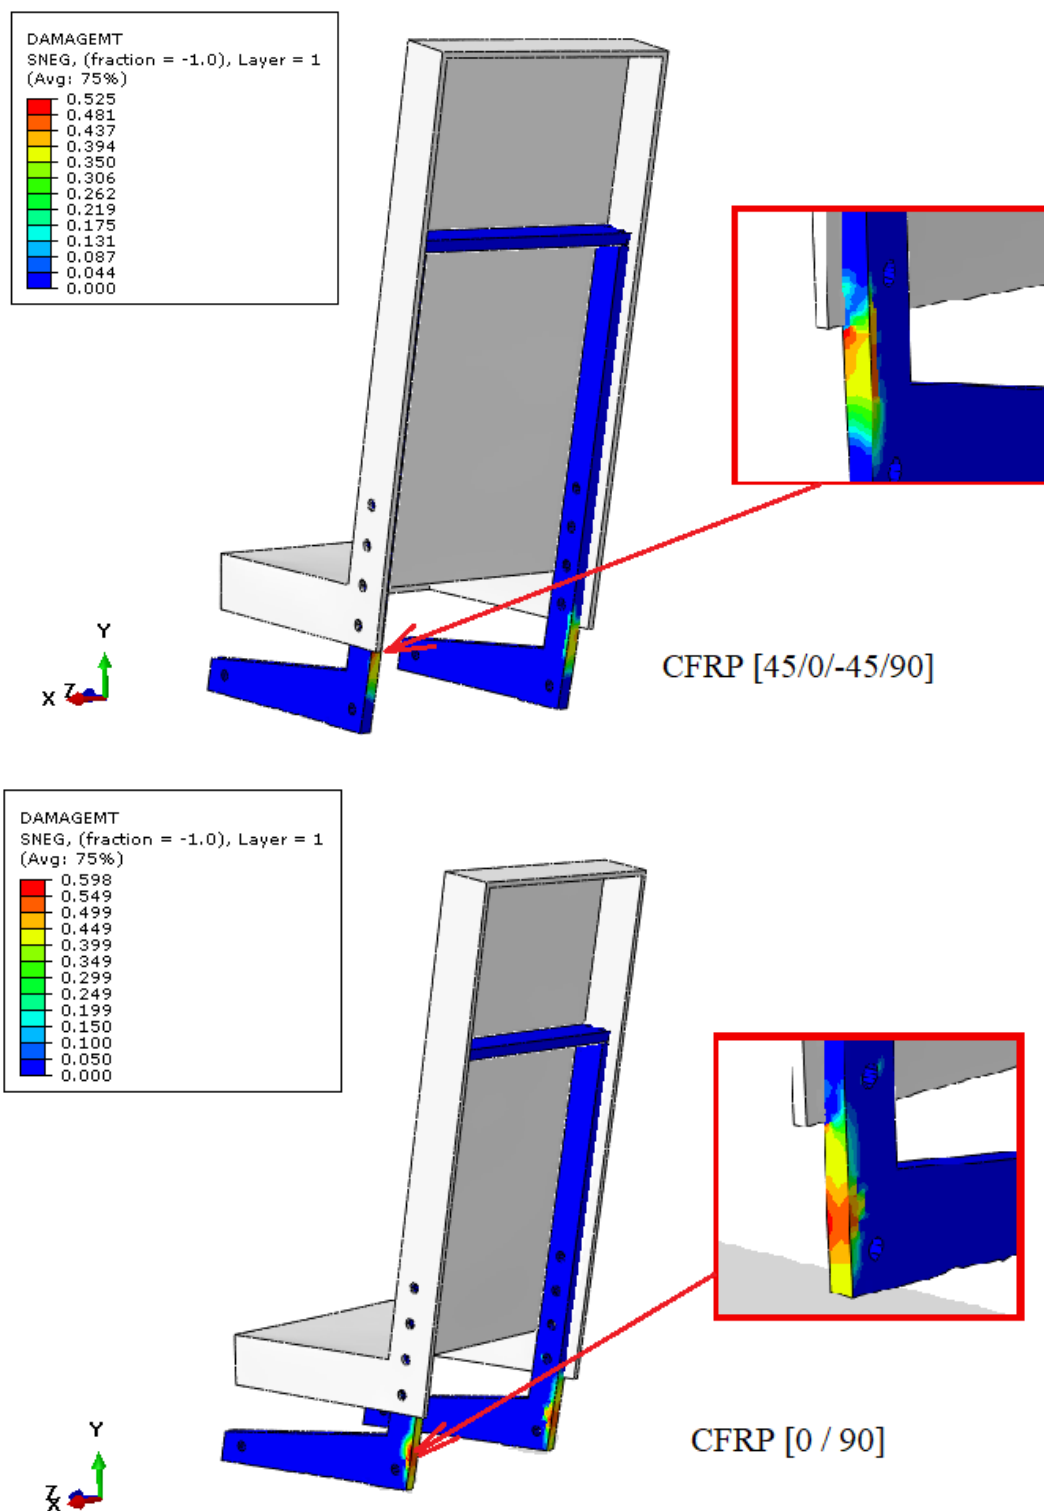 DAMAGEMT
SNEG, (fraction = -1.0), Layer = 1
(Avg: 75%)
0.525
0.481
0.437
0.394
0.350
0.306
0.262
0.219
0.175
0.131
0.087
0.044
0.000
Y
X Z
CFRP [45/0/-45/90]
DAMAGEMT
SNEG, (fraction = -1.0), Layer = 1
(Avg: 75%)
0.598
0.549
0.499
0.449
0.399
0.349
0.299
0.249
0.199
0.150
0.100
0.050
0.000
CFRP [0 / 90]
Y
Z
X